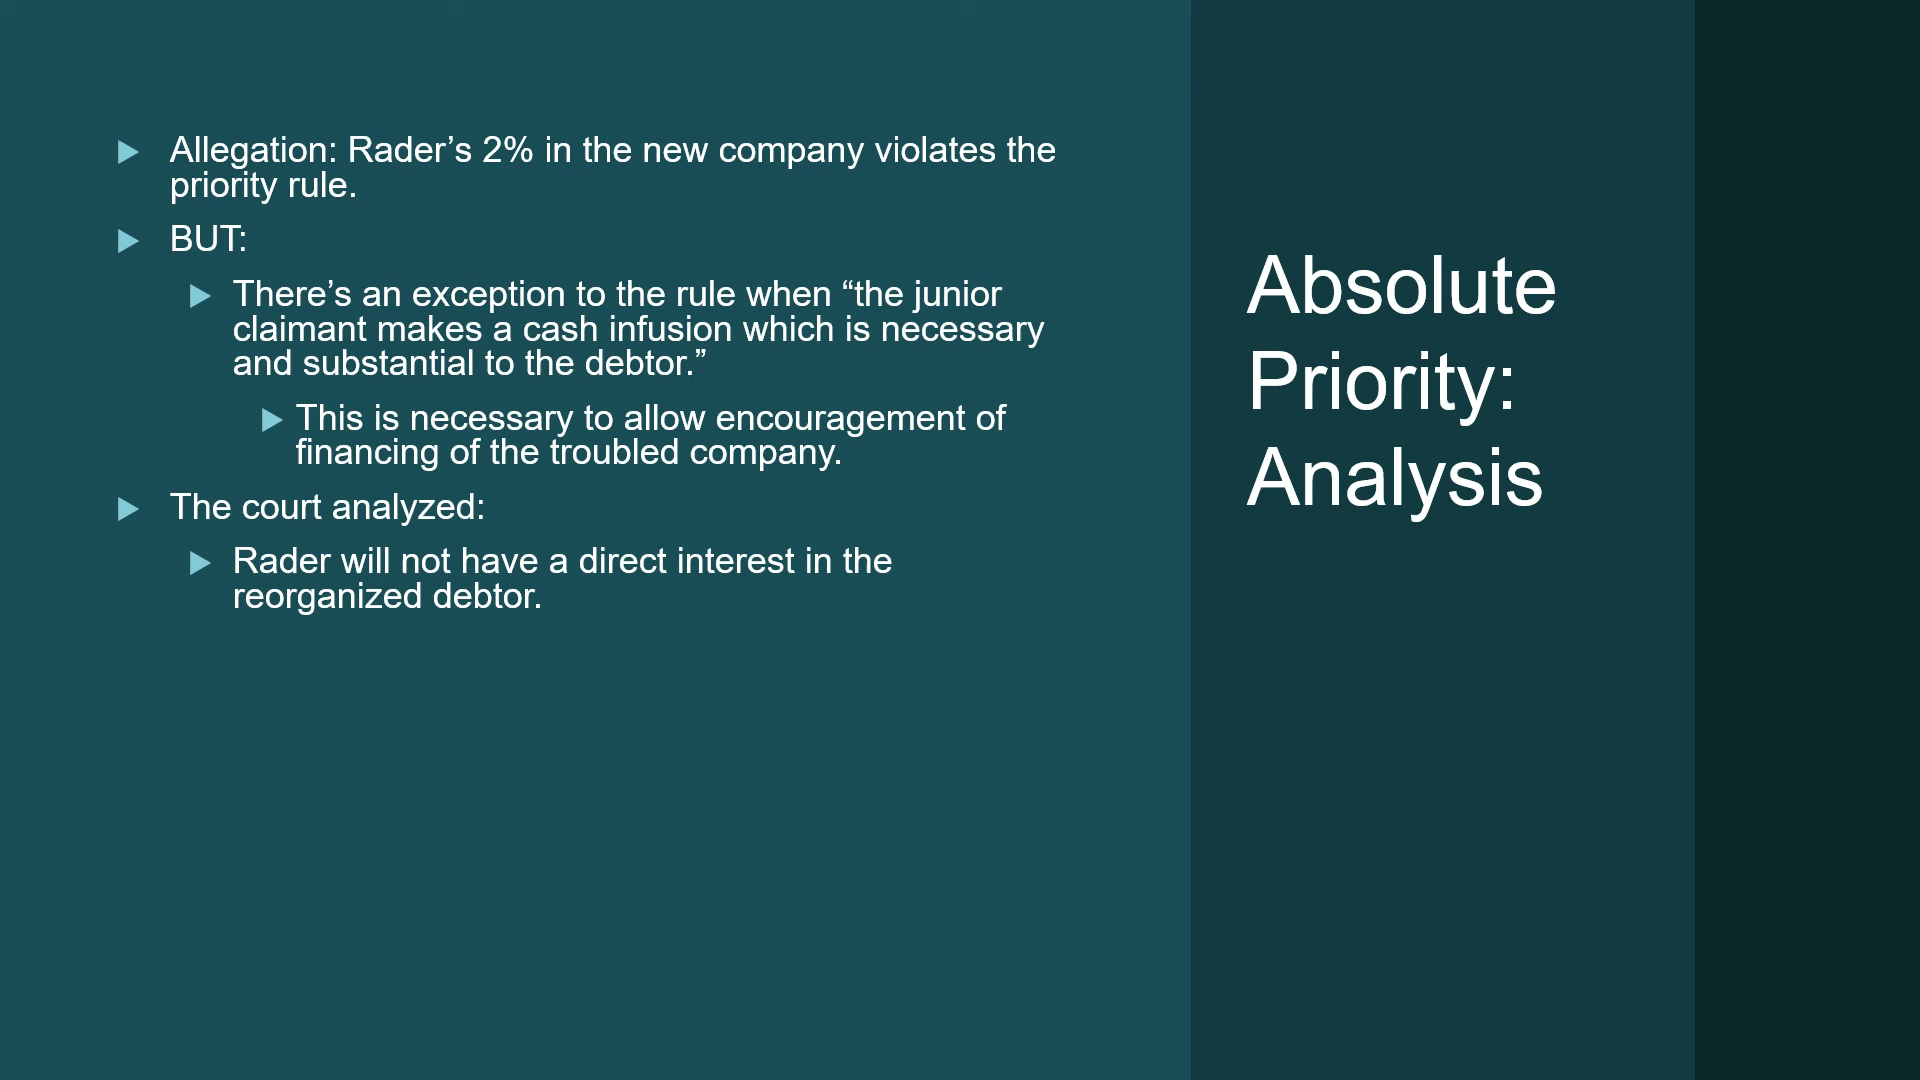 Allegation: Rader’s 2% in the new company violates the
priority rule.
BUT:
There’s an exception to the rule when “the junior
claimant makes a cash infusion which is necessary
and substantial to the debtor.”
This is necessary to allow encouragement of
financing of the troubled company.
The court analyzed:
Rader will not have a direct interest in the
reorganized debtor.
Absolute
Priority:
Analysis